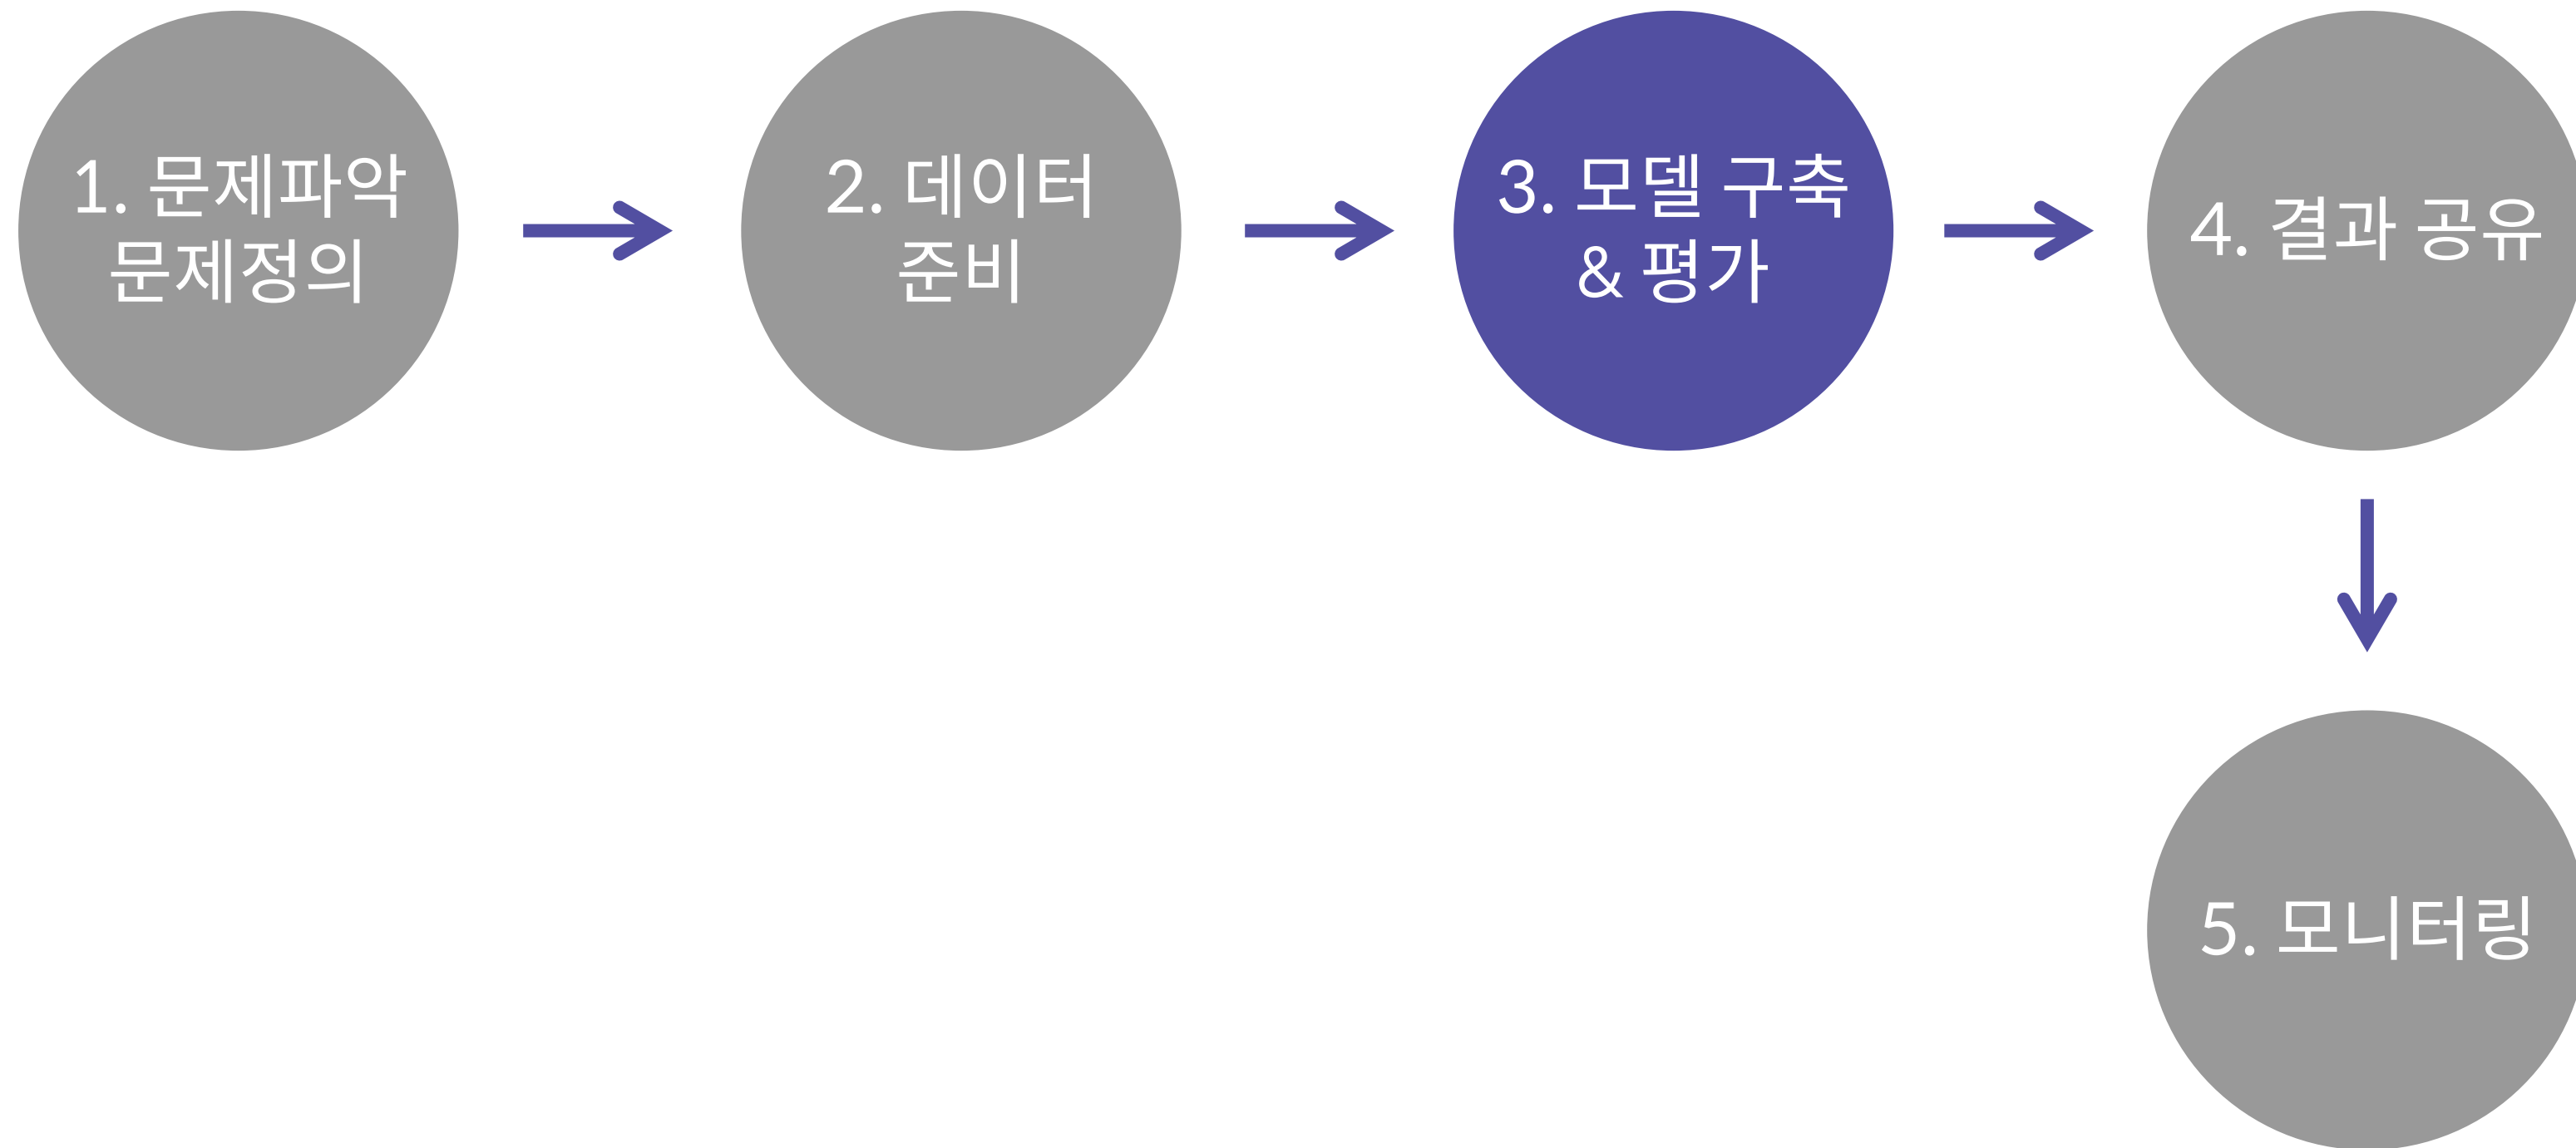 1. 문제파악
문제정의
2. 데이터
준비
3. 모델 구축
& 평가
4. 결과 공유
5. 모니터링